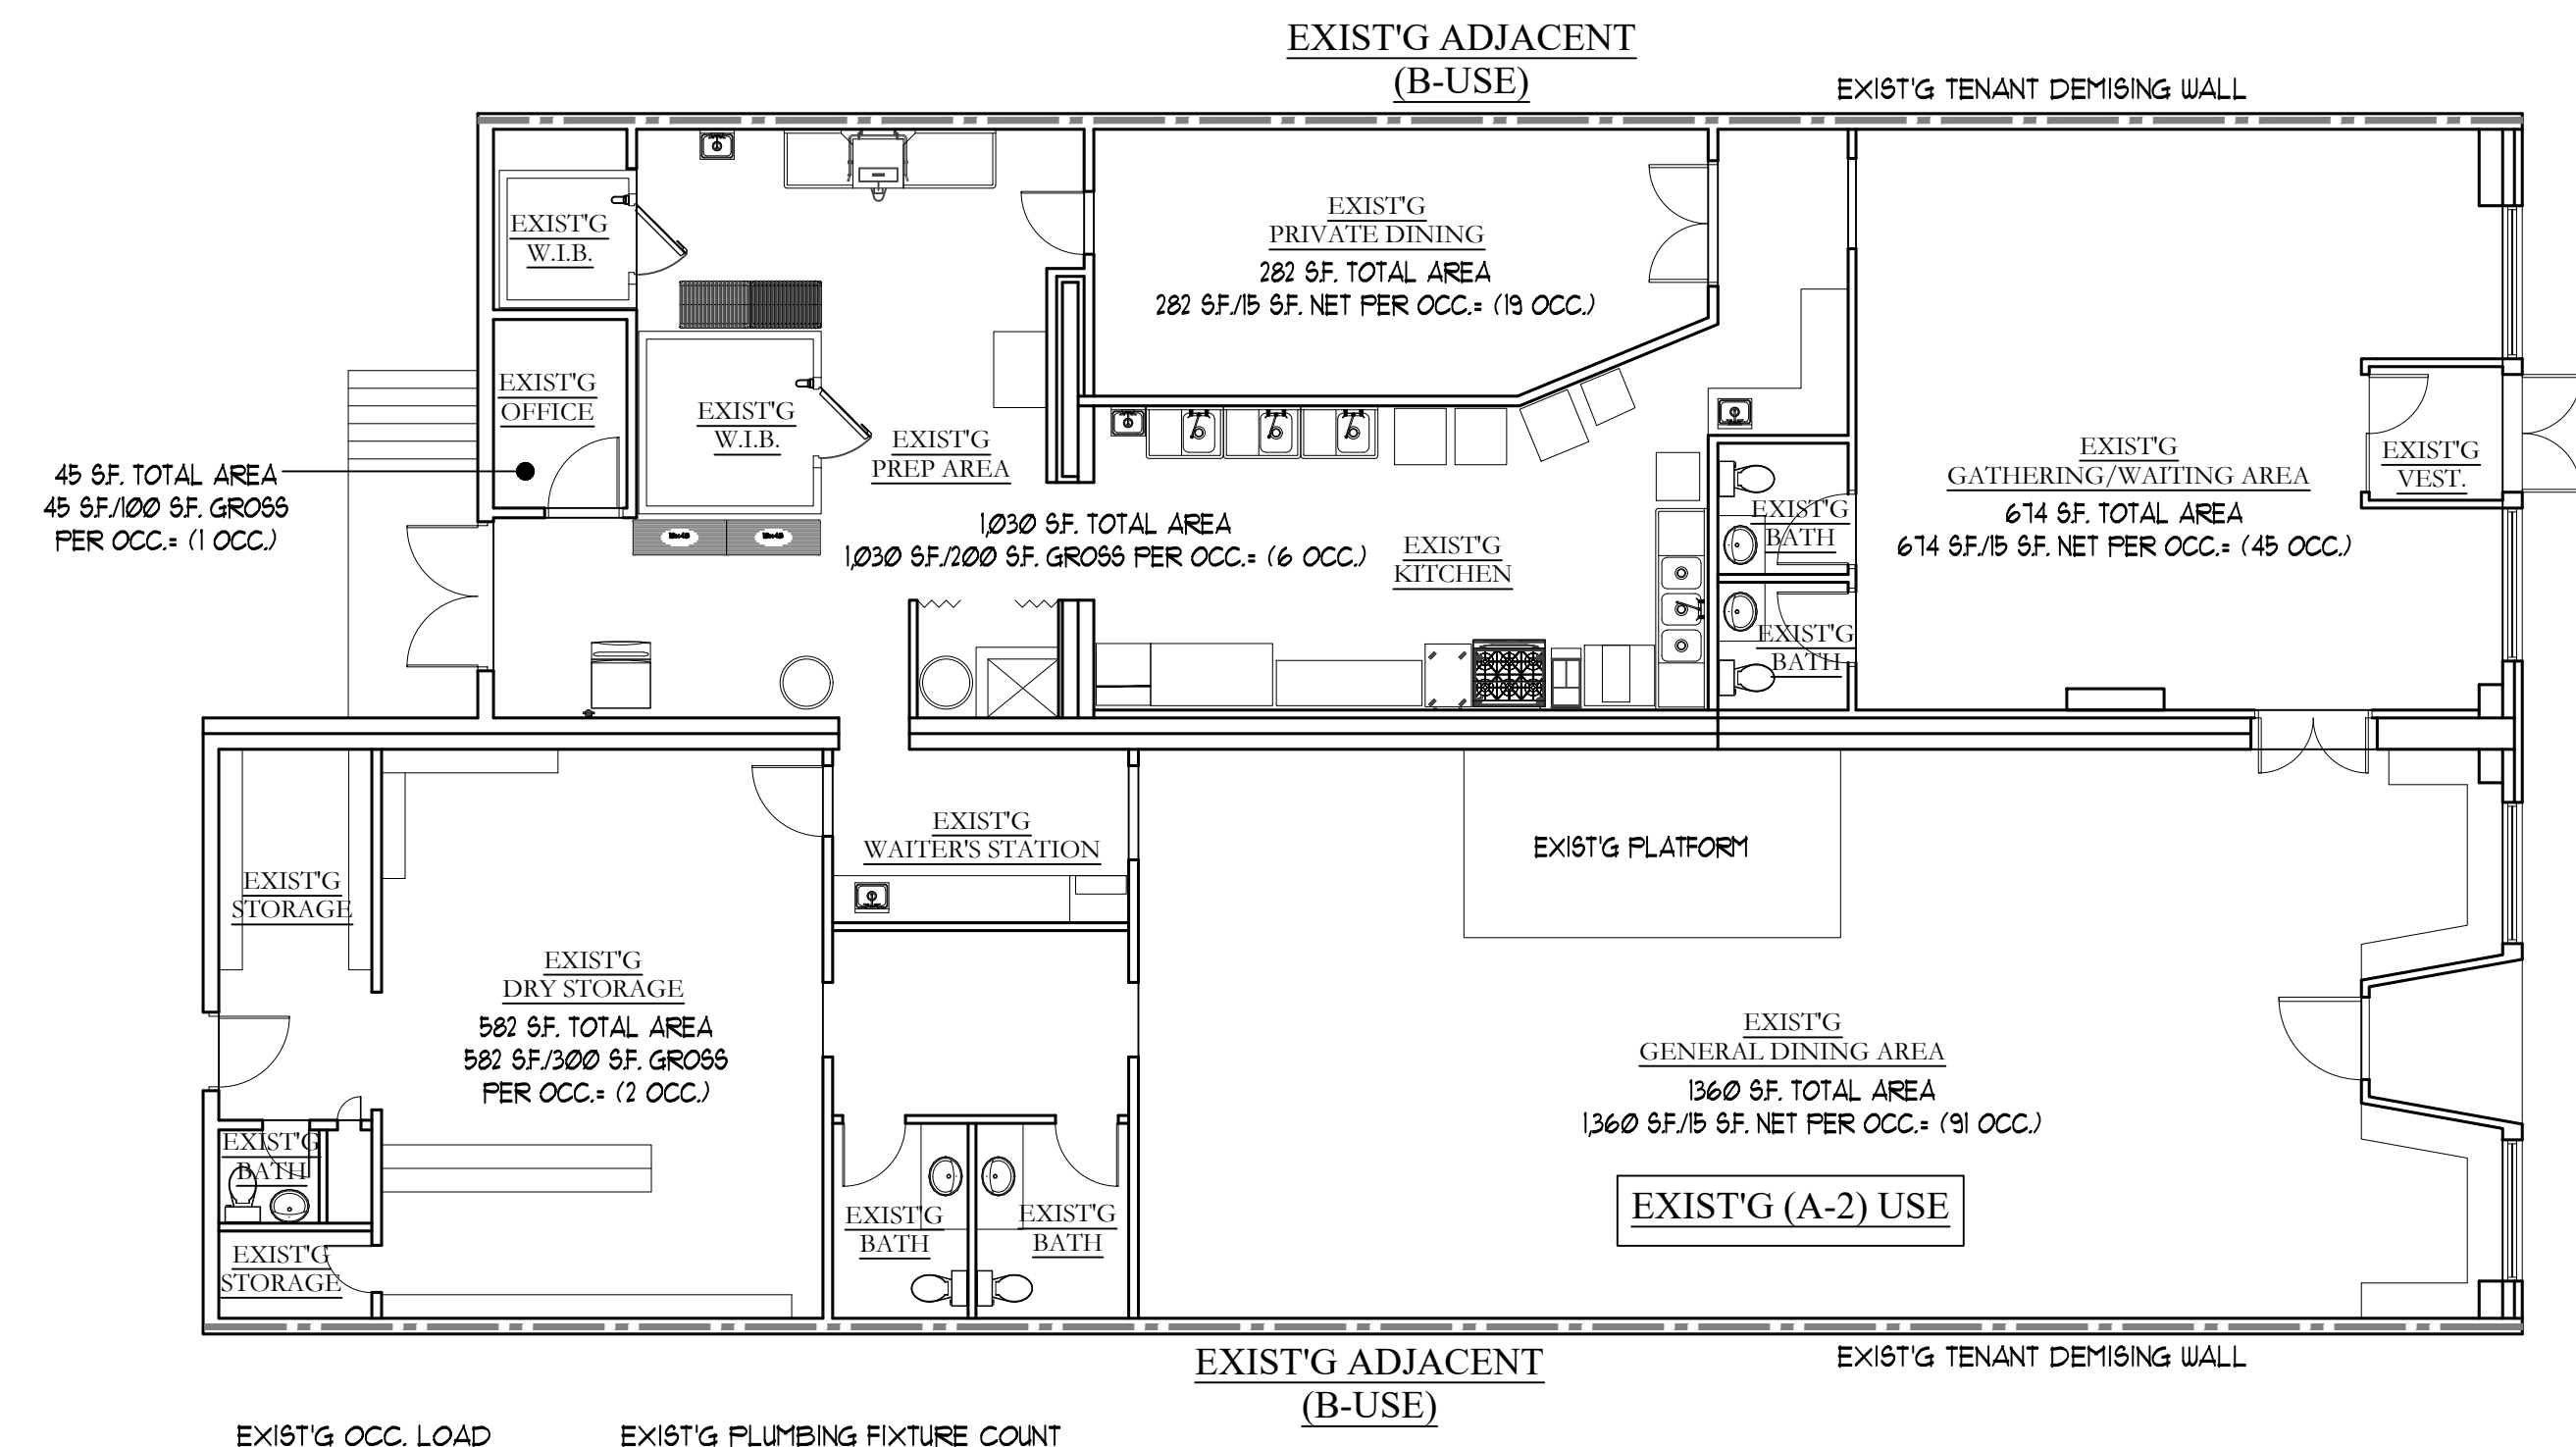 EXIST'G ADJACENT
(B-USE)
EXIST'G TENANT DEMISING WALL
EXIST'G
W.I.B.
EXIST'G
PRIVATE DINING
282 S.F. TOTAL AREA
282 S.F./15 S.F. NET PER OCC.= (19 OCC.)
EXIST'G
OFFICE
45 S.F. TOTAL AREA
45 S.F./100 S.F. GROSS
PER OCC.= (1 OCC.)
EXIST'G
W.I.B.
EXIST'G
PREP AREA
1,030 S.F. TOTAL AREA
1,030 S.F./200 S.F. GROSS PER OCC.= (6 OCC.)
EXIST'G
KITCHEN
EXIST'G
BATH
EXIST'G
BATH
EXIST'G
GATHERING/WAITING AREA
674 S.F. TOTAL AREA
674 S.F./15 S.F. NET PER OCC.= (45 OCC.)
EXIST'G
VEST.
EXIST'G
WAITER'S STATION
EXIST'G PLATFORM
EXIST'G
STORAGE
EXIST'G
DRY STORAGE
582 S.F. TOTAL AREA
582 S.F./300 S.F. GROSS
PER OCC.= (2 OCC.)
EXIST'G
GENERAL DINING AREA
1360 S.F. TOTAL AREA
1,360 S.F./15 S.F. NET PER OCC.= (91 OCC.)
EXIST'G (A-2) USE
EXIST'G
BATH
EXIST'G
STORAGE
EXIST'G
BATH
EXIST'G
BATH
EXIST'G ADJACENT
(B-USE)
EXIST'G TENANT DEMISING WALL
EXIST'G OCC. LOAD
EXIST'G PLUMBING FIXTURE COUNT